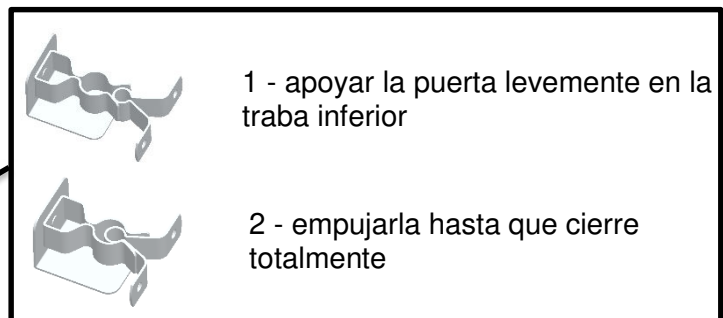 1 - apoyar la puerta levemente en la
traba inferior
2 - empujarla hasta que cierre
totalmente